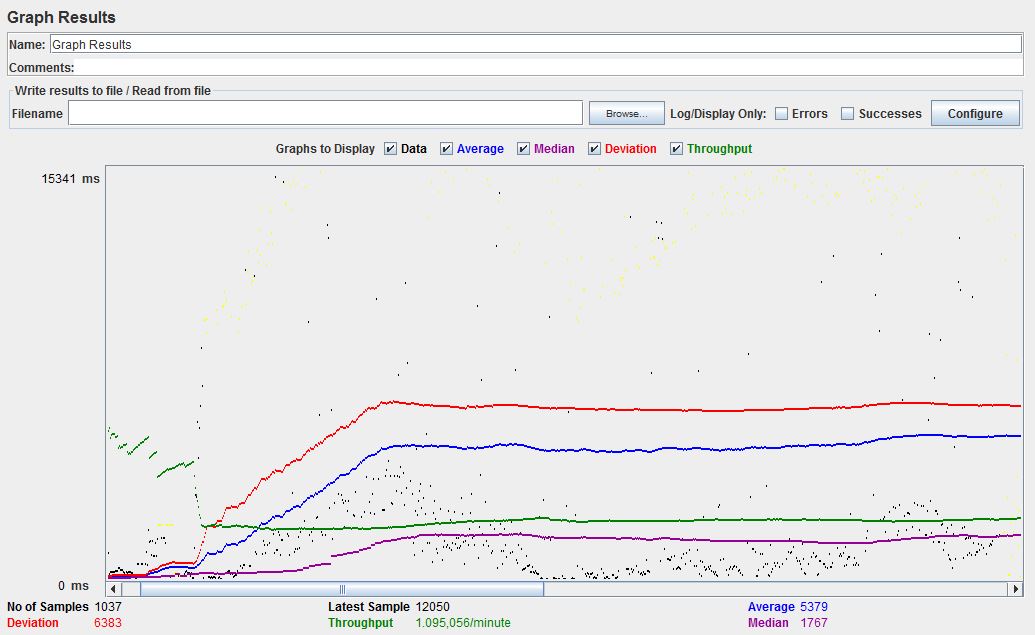 Graph Results
Name: Graph Results
Comments:
Write results to file / Read from file
Filename Browse... Log/Display Only: Errors Successes Configure
Graphs to Display Data Average Median Deviation Throughput
15341 ms
0 ms
No of Samples 1037 Latest Sample 12050 Average 5379
Deviation 6383 Throughput 1.095,056/minute Median 1767